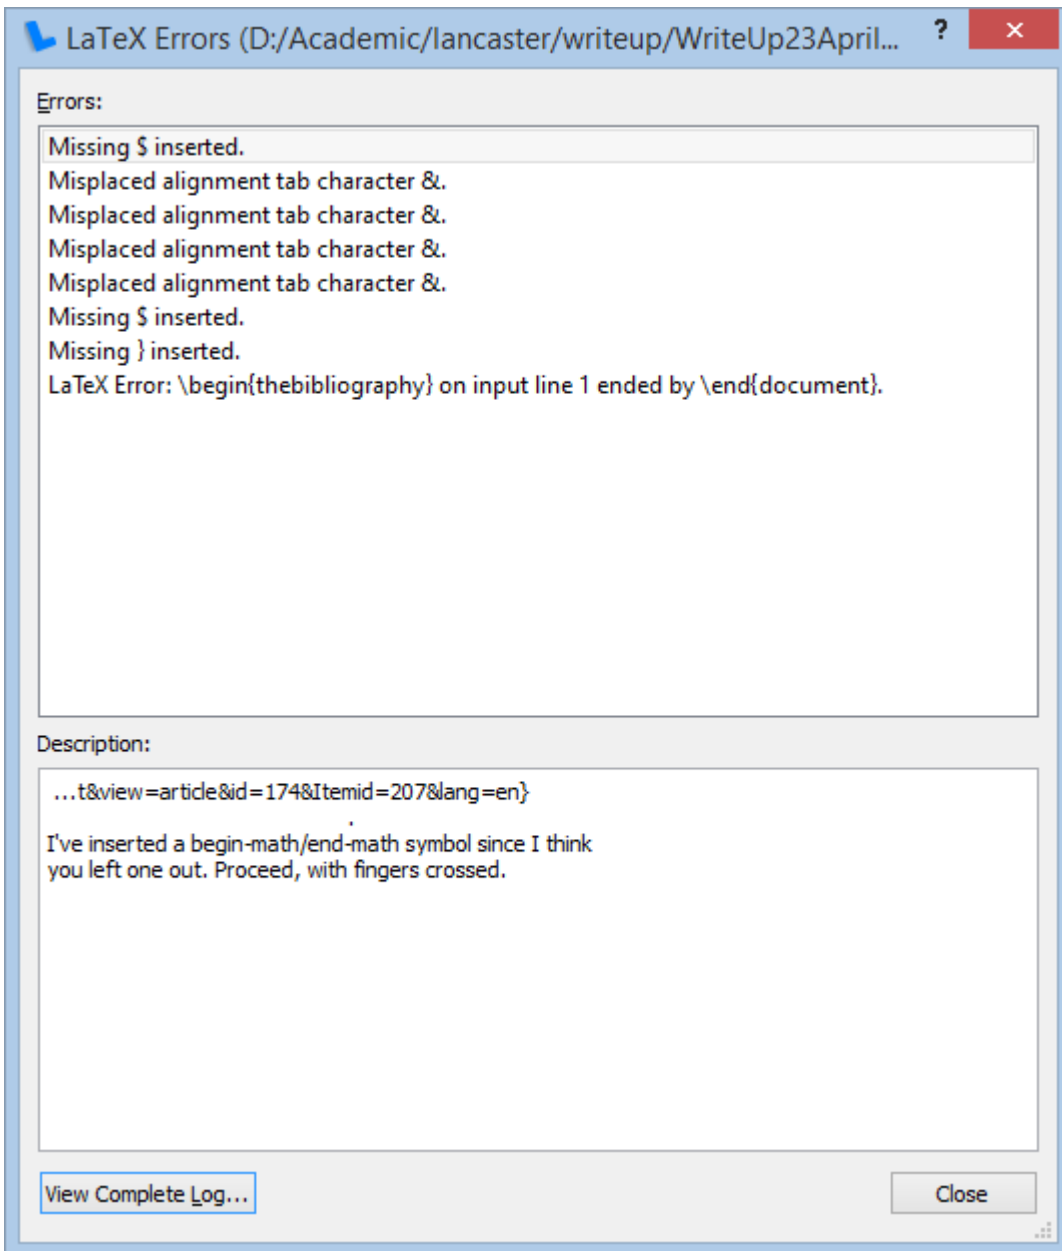 LaTeX Errors (D:/Academic/lancaster/writeup/WriteUp23April...
? ×
Errors:
Missing $ inserted.
Misplaced alignment tab character &.
Misplaced alignment tab character &.
Misplaced alignment tab character &.
Misplaced alignment tab character &.
Missing $ inserted.
Missing } inserted.
LaTeX Error: \begin{thebibliography} on input line 1 ended by \end{document}.
Description:
...t&view=article&id=174&Itemid=207&lang=en}
.
I've inserted a begin-math/end-math symbol since I think
you left one out. Proceed, with fingers crossed.
View Complete Log...
Close